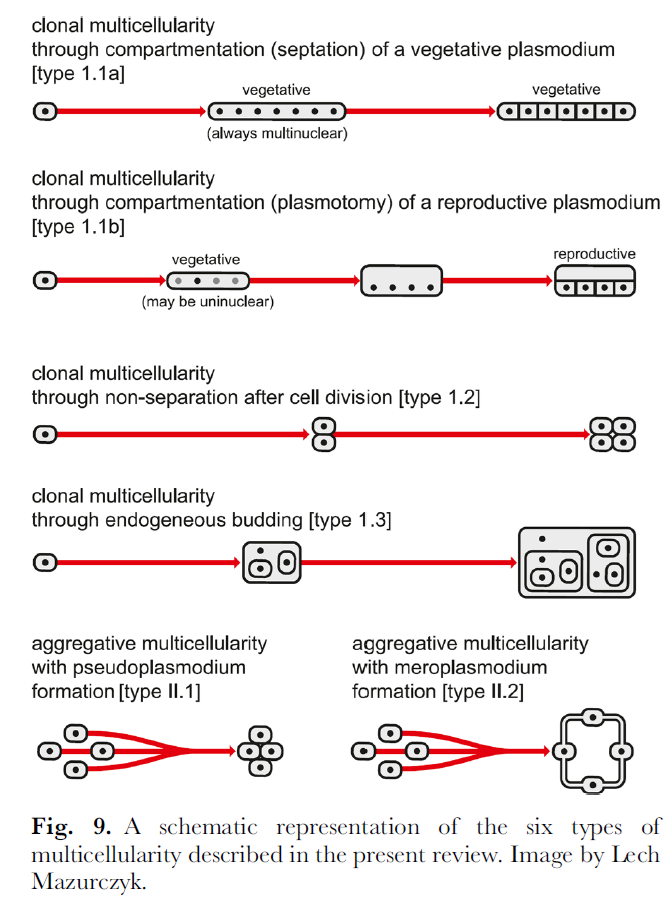 clonal multicellularity
through compartmentation (septation) of a vegetative plasmodium
[type 1.1a]
vegetative
vegetative
(always multinuclear)
clonal multicellularity
through compartmentation (plasmotomy) of a reproductive plasmodium
[type 1.1b]
vegetative
reproductive
(may be uninuclear)
clonal multicellularity
through non-separation after cell division [type 1.2]
clonal multicellularity
through endogeneous budding [type 1.3]
aggregative multicellularity
with pseudoplasmodium
formation [type II.1]
aggregative multicellularity
with meroplasmodium
formation [type II.2]
Fig. 9. A schematic representation of the six types of
multicellularity described in the present review. Image by Lech
Mazurczyk.